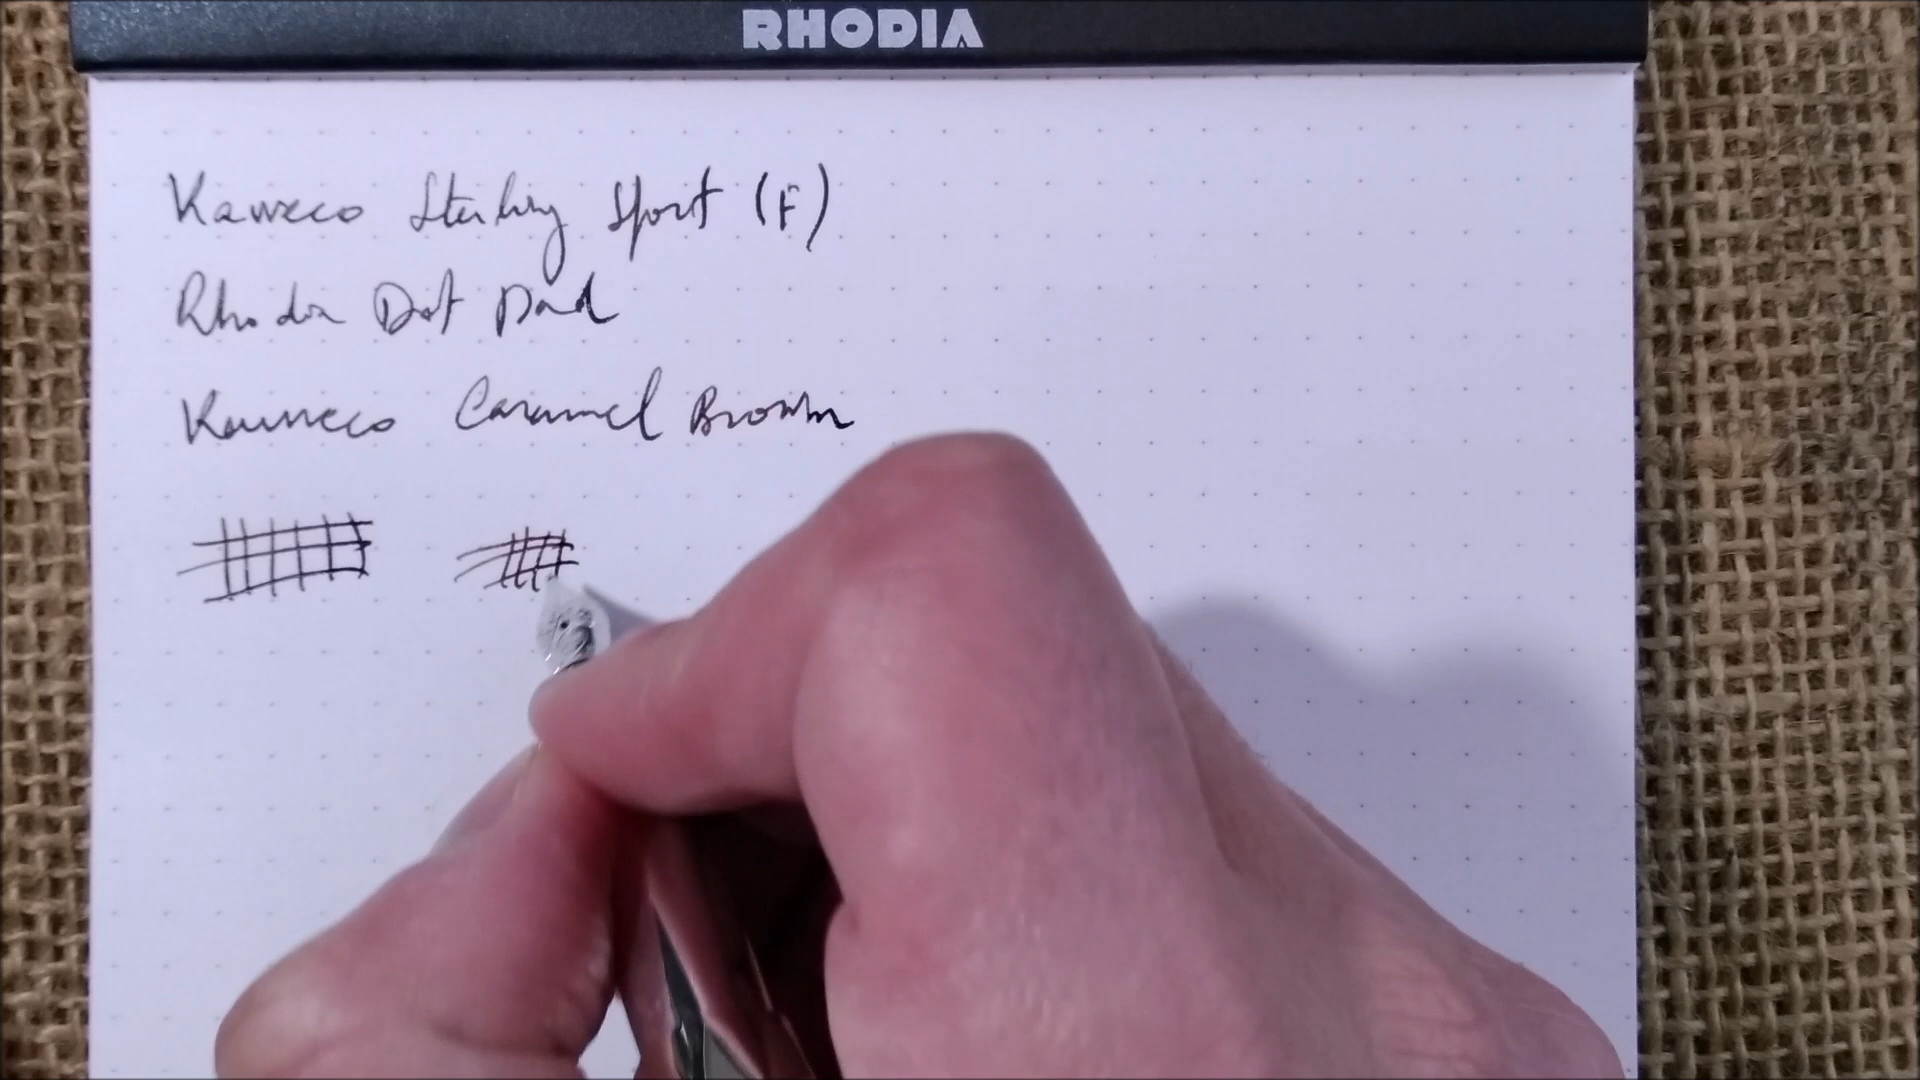 RHODIA
Kaweco Sterling Sport (F)
Rhodia Dot Pad
Kaweco Caramel Brown